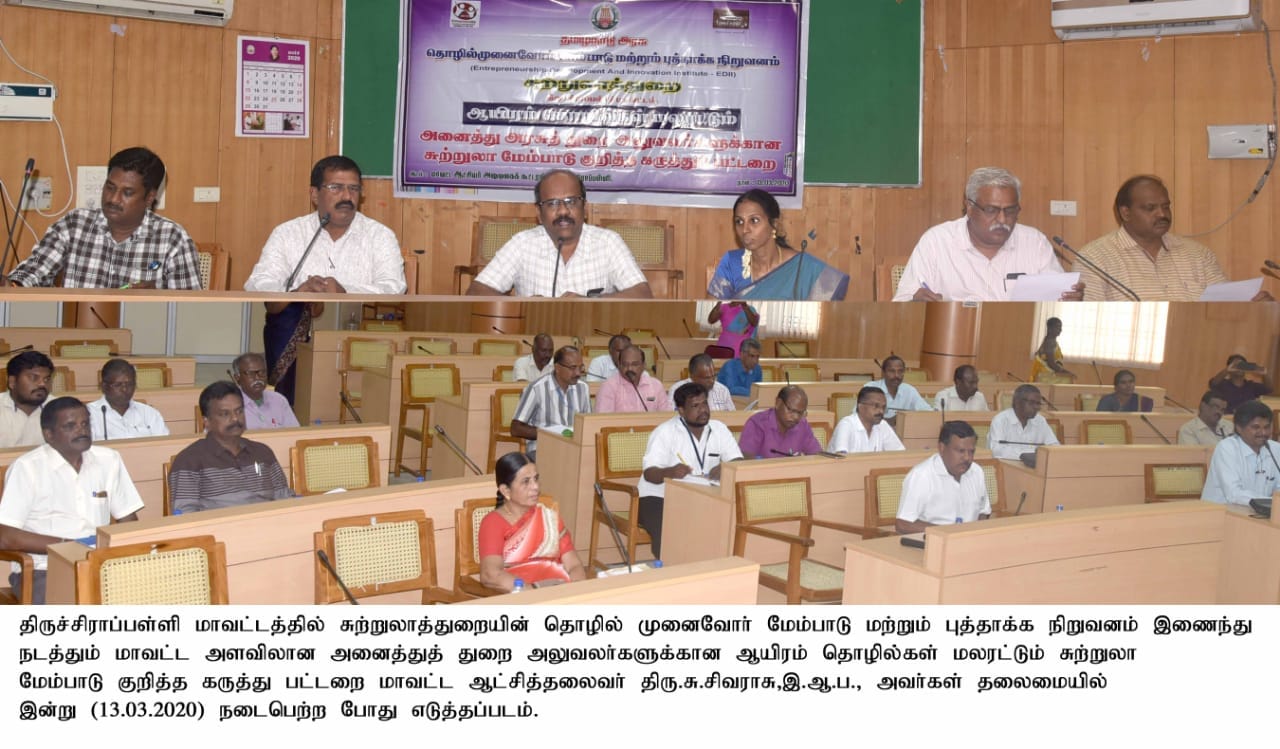 தமிழ்நாடு அரசு
தொழில்முனைவோர் மேம்பாடு மற்றும் புத்தாக்க நிறுவனம்
(Entrepreneurship Development And Innovation Institute - EDII)
சுற்றுலாத்துறை
அனைத்து அரசுத் துறை அலுவலர்களுக்கான
சுற்றுலா மேம்பாடு குறித்த கருத்துப் பட்டறை
2020
திருச்சிராப்பள்ளி மாவட்டத்தில் சுற்றுலாத்துறையின் தொழில் முனைவோர் மேம்பாடு மற்றும் புத்தாக்க நிறுவனம் இணைந்து
நடத்தும் மாவட்ட அளவிலான அனைத்துத் துறை அலுவலர்களுக்கான ஆயிரம் தொழில்கள் மலரட்டும் சுற்றுலா
மேம்பாடு குறித்த கருத்து பட்டறை மாவட்ட ஆட்சித்தலைவர் திரு.சு.சிவராசு,இ.ஆ.ப., அவர்கள் தலைமையில்
இன்று (13.03.2020) நடைபெற்ற போது எடுத்தப்படம்.